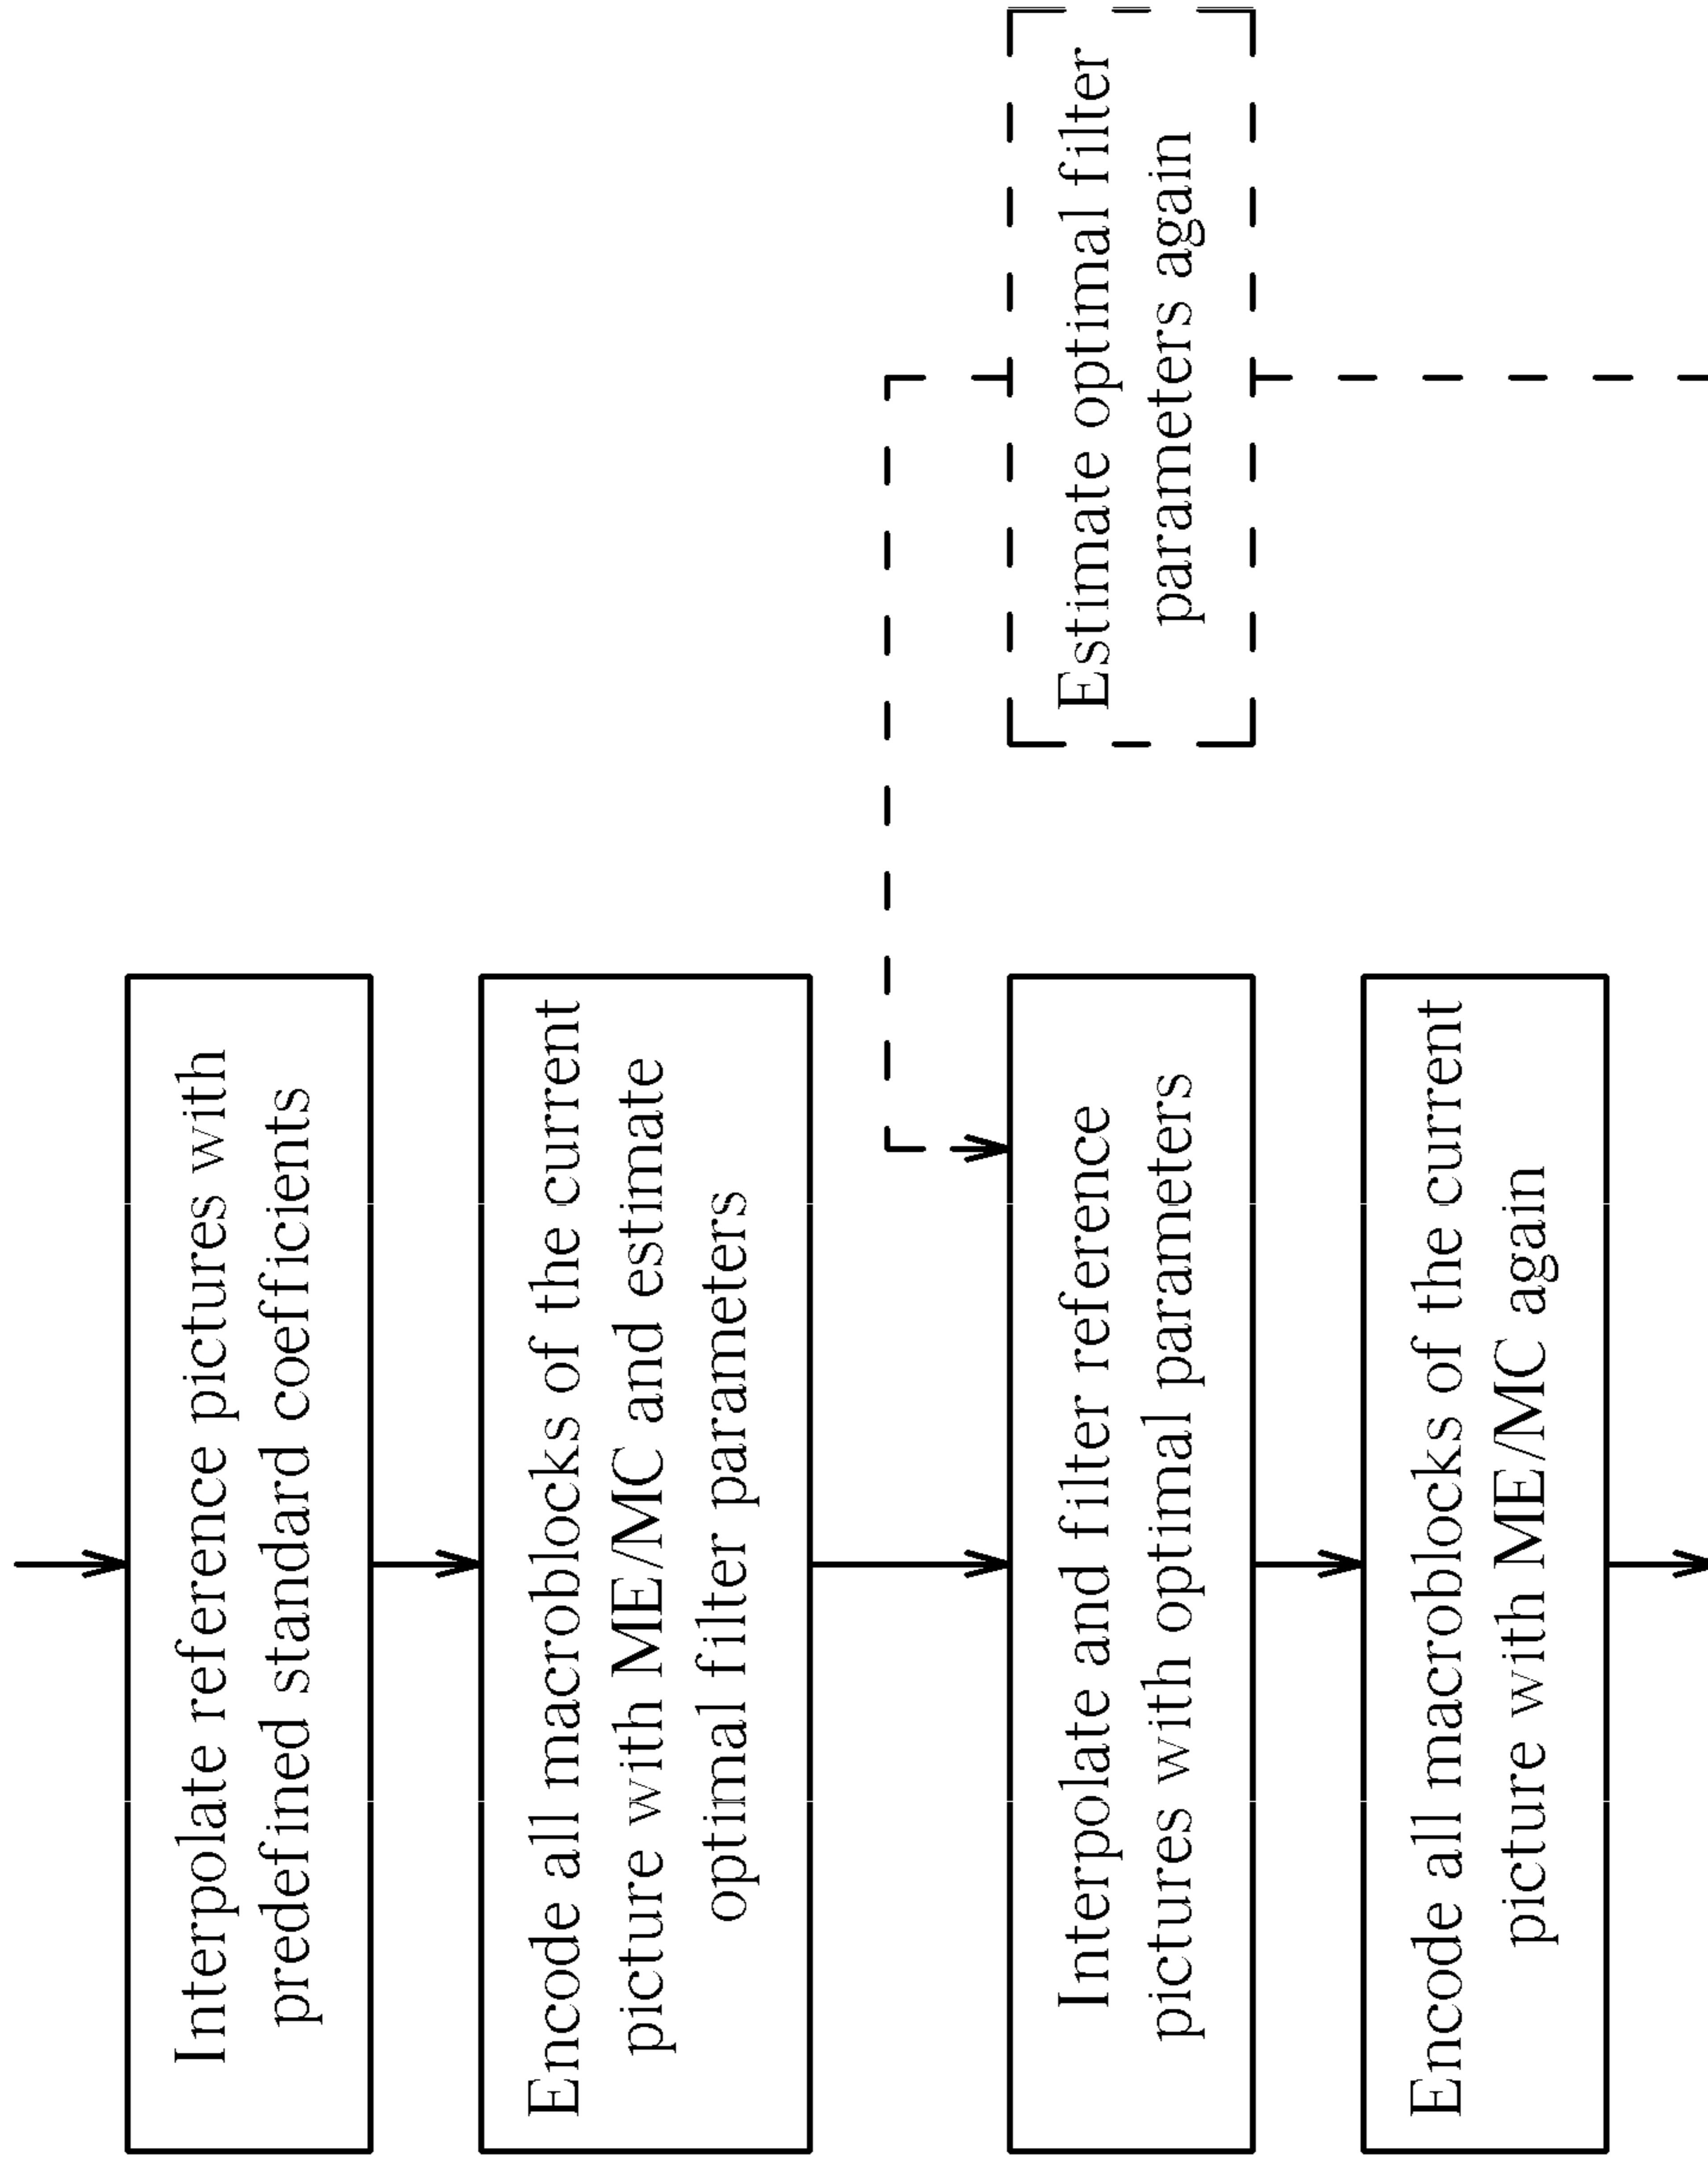 Interpolate reference pictures with
predefined standard coefficients
Encode all macroblocks of the current
picture with ME/MC and estimate
optimal filter parameters
Interpolate and filter reference
pictures with optimal parameters
Estimate optimal filter
parameters again
Encode all macroblocks of the current
picture with ME/MC again